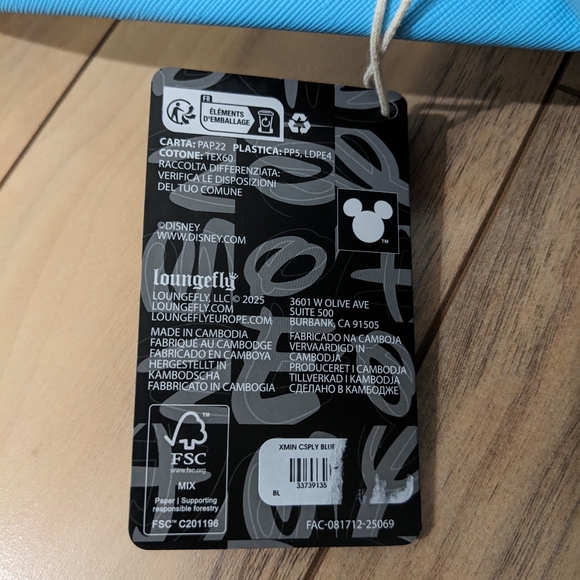 FR
ÉLÉMENTS
D'EMBALLAGE
CARTA: PAP22 PLASTICA: PP5, LDPE4
COTONE: TEX60
RACCOLTA DIFFERENZIATA:
VERIFICA LE DISPOSIZIONI
DEL TUO COMUNE
©DISNEY
WWW.DISNEY.COM
TM
loungefly
LOUNGEFLY, LLC © 2025
LOUNGEFLY.COM
LOUNGEFLYEUROPE.COM
3601 W OLIVE AVE
SUITE 500
BURBANK, CA 91505
MADE IN CAMBODIA
FABRIQUÉ AU CAMBODGE
FABRICADO EN CAMBOYA
HERGESTELLT IN
KAMBODSCHA
FABBRICATO IN CAMBOGIA
FABRICADO NA CAMBOJA
VERVAARDIGD IN
CAMBODJA
PRODUCERET I CAMBODJA
TILLVERKAD I KAMBODJA
СДЕЛАНО В КАМБОДЖЕ
TM
FSC
www.fsc.org
MIX
Paper | Supporting
responsible forestry
FSC™ C201196
XMIN CSPLY BLUE
33739135
BL
FAC-081712-25069